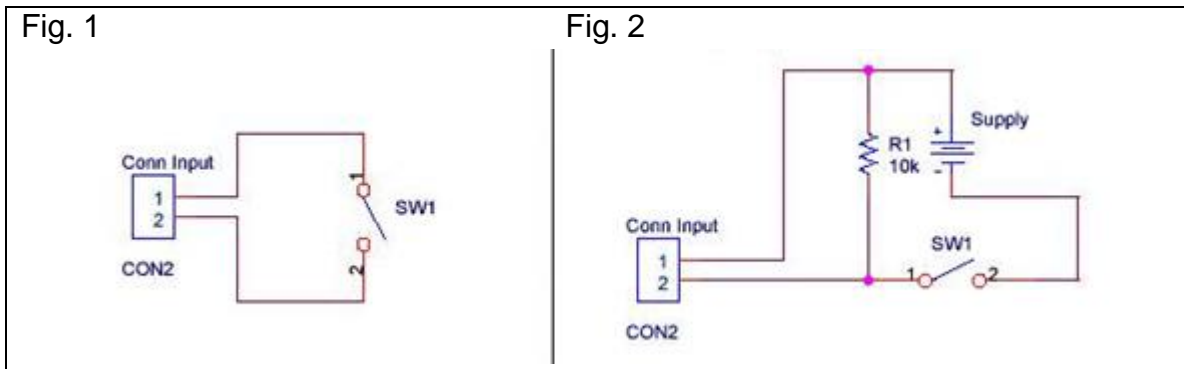 Fig. 1
Conn Input
1
2
CON2
1
SW1
2
Fig. 2
+
Supply
-
R1
10k
Conn Input
1
2
CON2
SW1
1
2